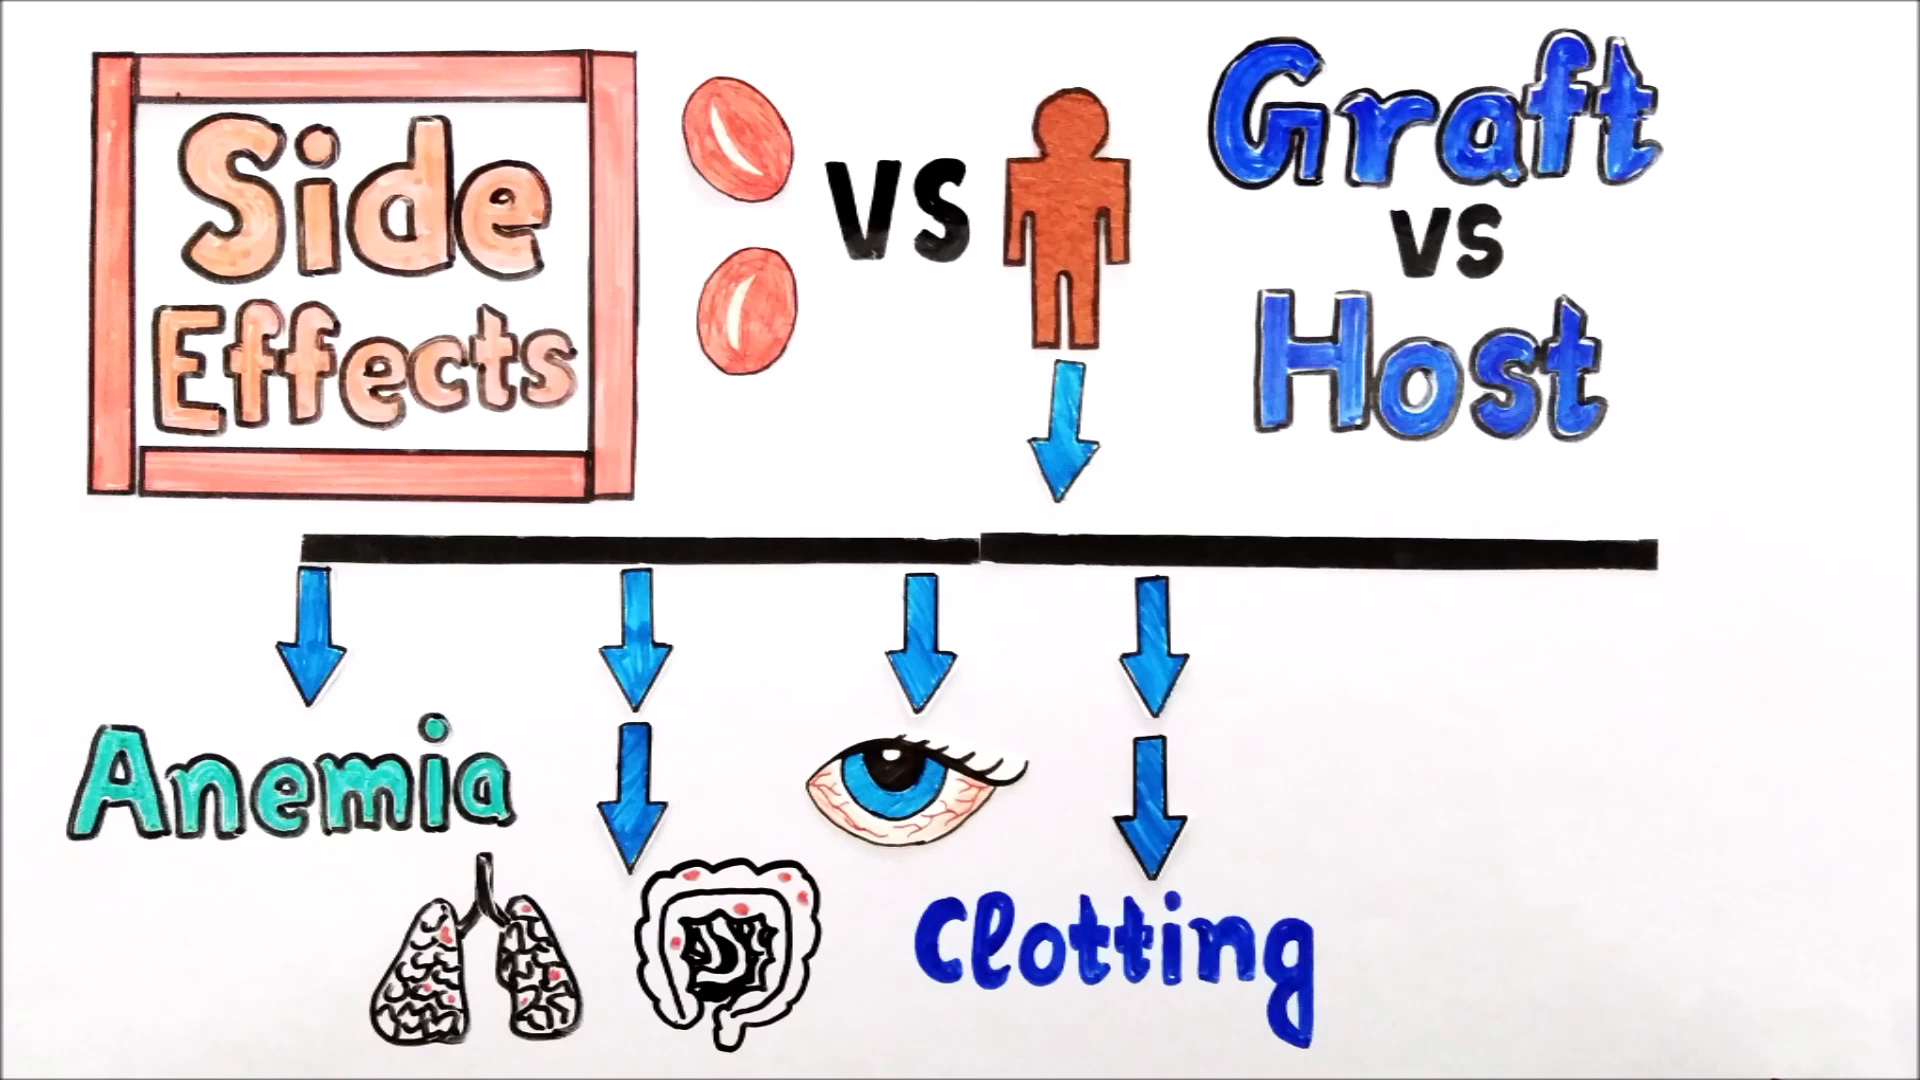 Side
Effects
VS
Graft
vs
Host
Anemia
Clotting